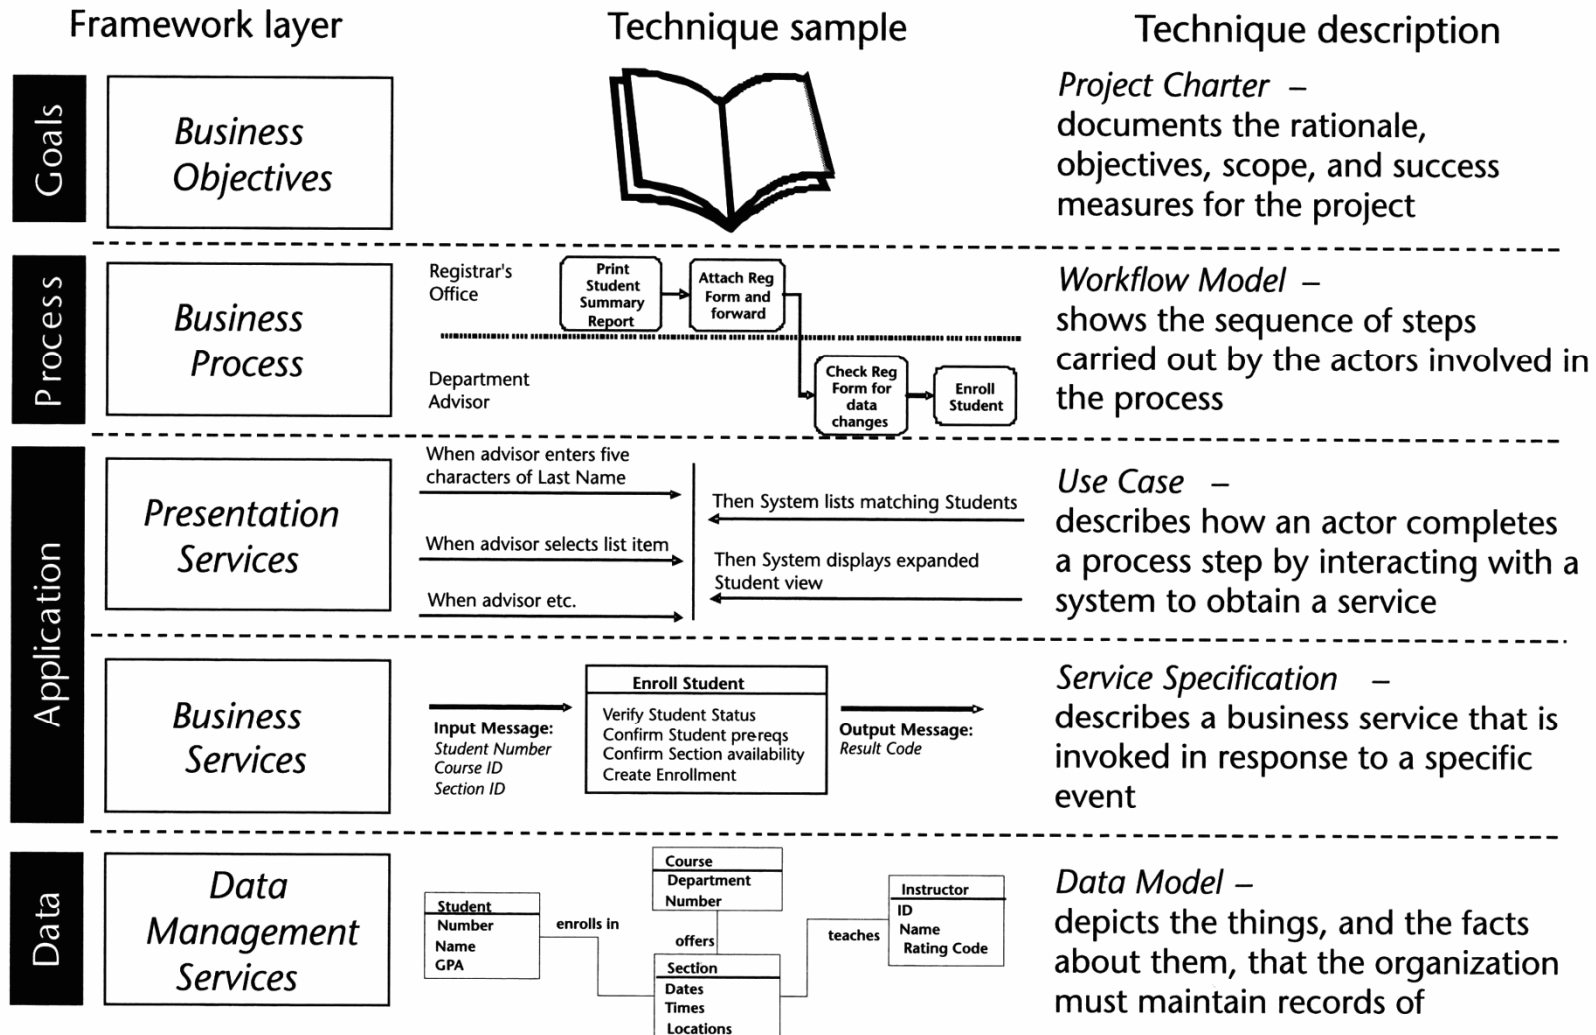 Framework layer
Technique sample
Technique description
Goals
Business
Objectives
Project Charter –
documents the rationale,
objectives, scope, and success
measures for the project
Process
Business
Process
Registrar's
Office
Print
Student
Summary
Report
Attach Reg
Form and
forward
Department
Advisor
Check Reg
Form for
data
changes
Enroll
Student
Workflow Model –
shows the sequence of steps
carried out by the actors involved in
the process
Application
Presentation
Services
When advisor enters five
characters of Last Name
Then System lists matching Students
When advisor selects list item
Then System displays expanded
Student view
When advisor etc.
Use Case –
describes how an actor completes
a process step by interacting with a
system to obtain a service
Business
Services
Input Message:
Student Number
Course ID
Section ID
Enroll Student
Verify Student Status
Confirm Student pre-reqs
Confirm Section availability
Create Enrollment
Output Message:
Result Code
Service Specification –
describes a business service that is
invoked in response to a specific
event
Data
Data
Management
Services
Student
Number
Name
GPA
enrolls in
Course
Department
Number
offers
Section
Dates
Times
Locations
teaches
Instructor
ID
Name
Rating Code
Data Model –
depicts the things, and the facts
about them, that the organization
must maintain records of